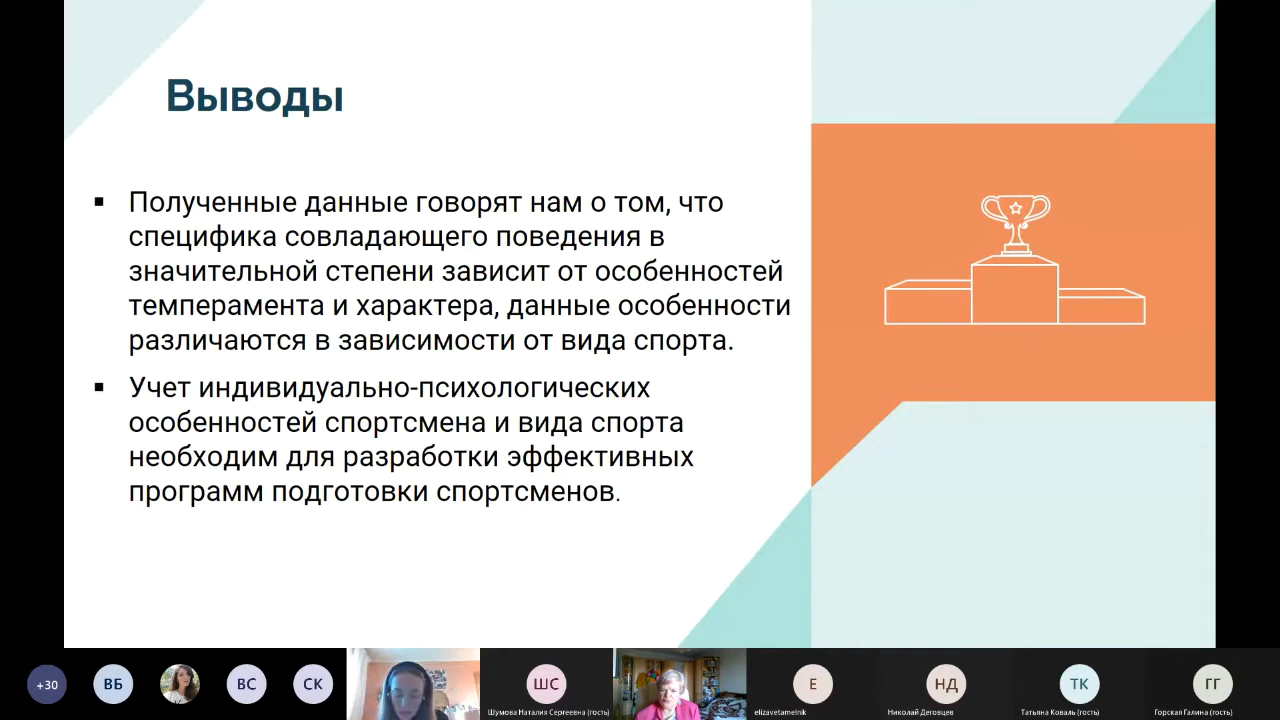 Выводы
▪ Полученные данные говорят нам о том, что
специфика совладающего поведения в
значительной степени зависит от особенностей
темперамента и характера, данные особенности
различаются в зависимости от вида спорта.
▪ Учет индивидуально-психологических
особенностей спортсмена и вида спорта
необходим для разработки эффективных
программ подготовки спортсменов.
+30
ВБ
ВС
СК
ШС
Шумова Наталия Сергеевна (гость)
E
elizavetamelnik
НД
Николай Деговцев
ТК
Татьяна Коваль (гость)
ГГ
Горская Галина (гость)